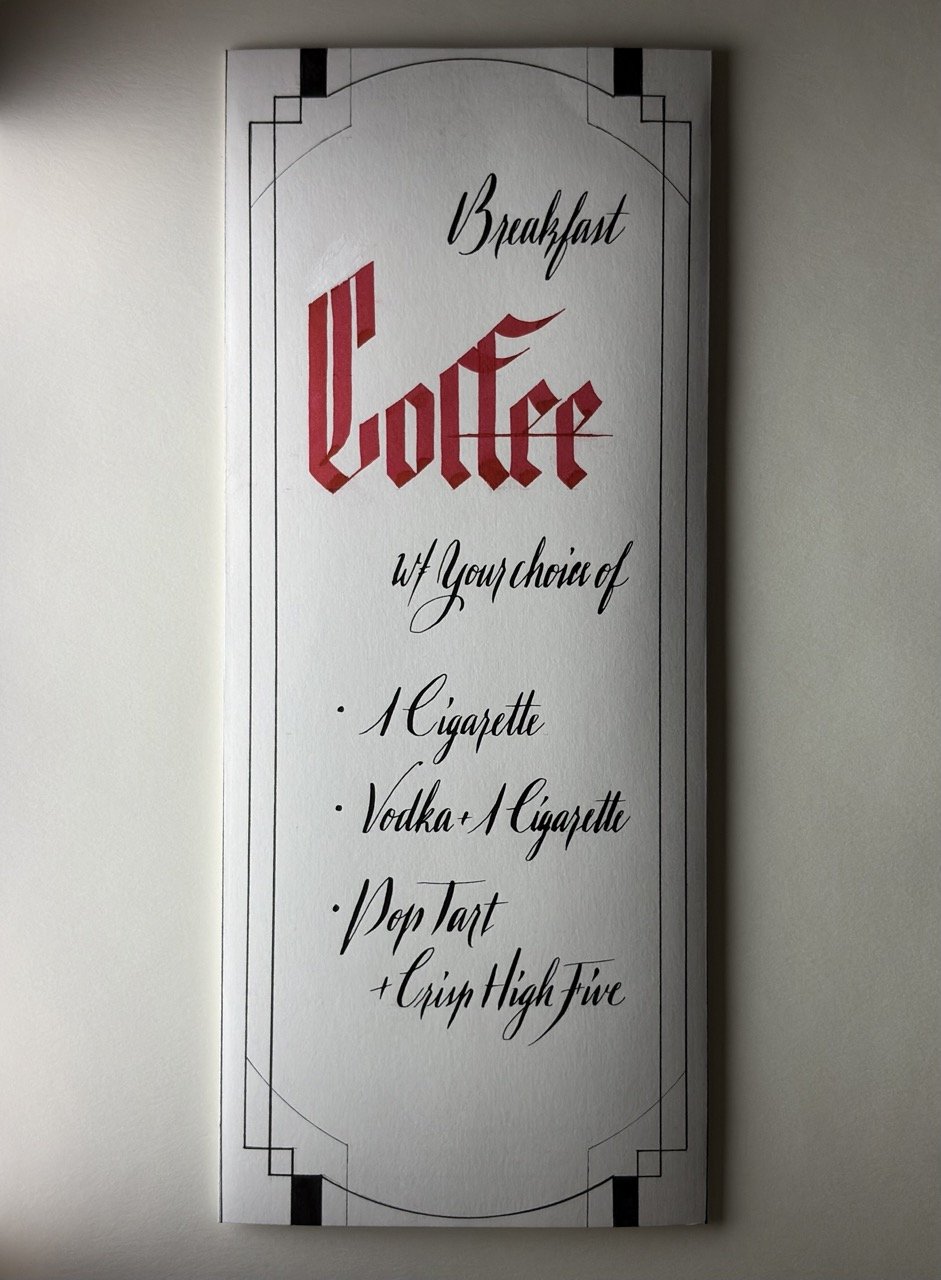 Breakfast
Coffee
w/ Your choice of
· 1 Cigarette
· Vodka + 1 Cigarette
· Pop Tart
+ Crisp High Five